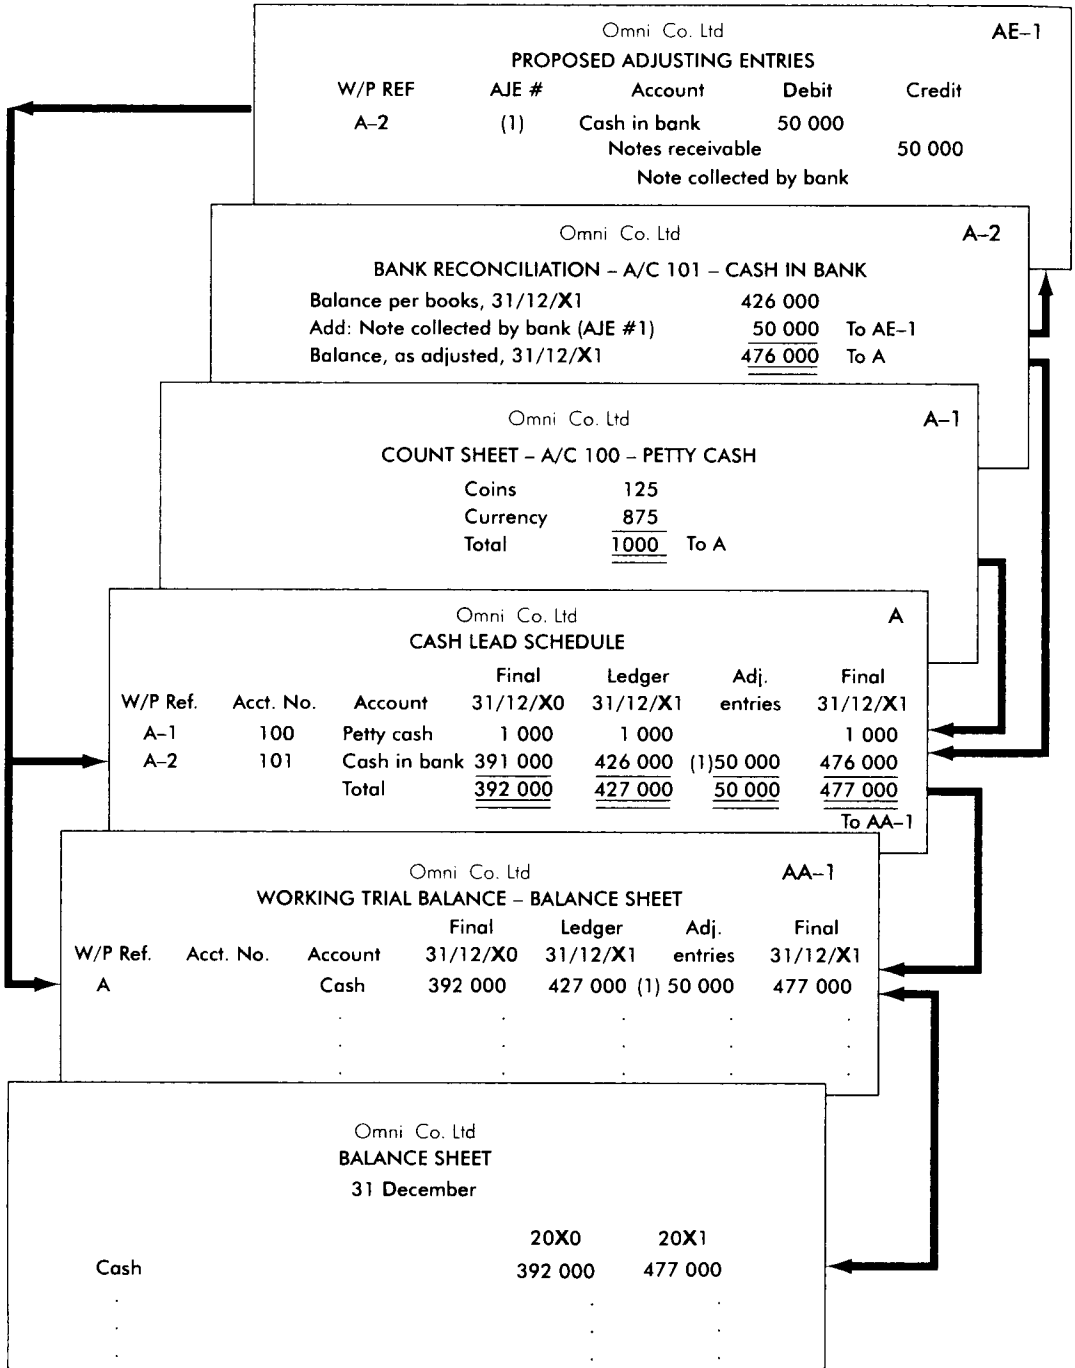 Omni Co. Ltd AE–1
PROPOSED ADJUSTING ENTRIES
W/P REF AJE # Account Debit Credit
A–2 (1) Cash in bank 50 000
Notes receivable 50 000
Note collected by bank
Omni Co. Ltd A–2
BANK RECONCILIATION – A/C 101 – CASH IN BANK
Balance per books, 31/12/X1 426 000
Add: Note collected by bank (AJE #1) 50 000 To AE–1
Balance, as adjusted, 31/12/X1 476 000 To A
Omni Co. Ltd A–1
COUNT SHEET – A/C 100 – PETTY CASH
Coins 125
Currency 875
Total 1000 To A
Omni Co. Ltd A
CASH LEAD SCHEDULE
Final Ledger Adj. Final
W/P Ref. Acct. No. Account 31/12/X0 31/12/X1 entries 31/12/X1
A–1 100 Petty cash 1 000 1 000 1 000
A–2 101 Cash in bank 391 000 426 000 (1)50 000 476 000
Total 392 000 427 000 50 000 477 000
To AA–1
Omni Co. Ltd AA–1
WORKING TRIAL BALANCE – BALANCE SHEET
Final Ledger Adj. Final
W/P Ref. Acct. No. Account 31/12/X0 31/12/X1 entries 31/12/X1
A Cash 392 000 427 000 (1) 50 000 477 000
Omni Co. Ltd
BALANCE SHEET
31 December
20X0 20X1
Cash 392 000 477 000